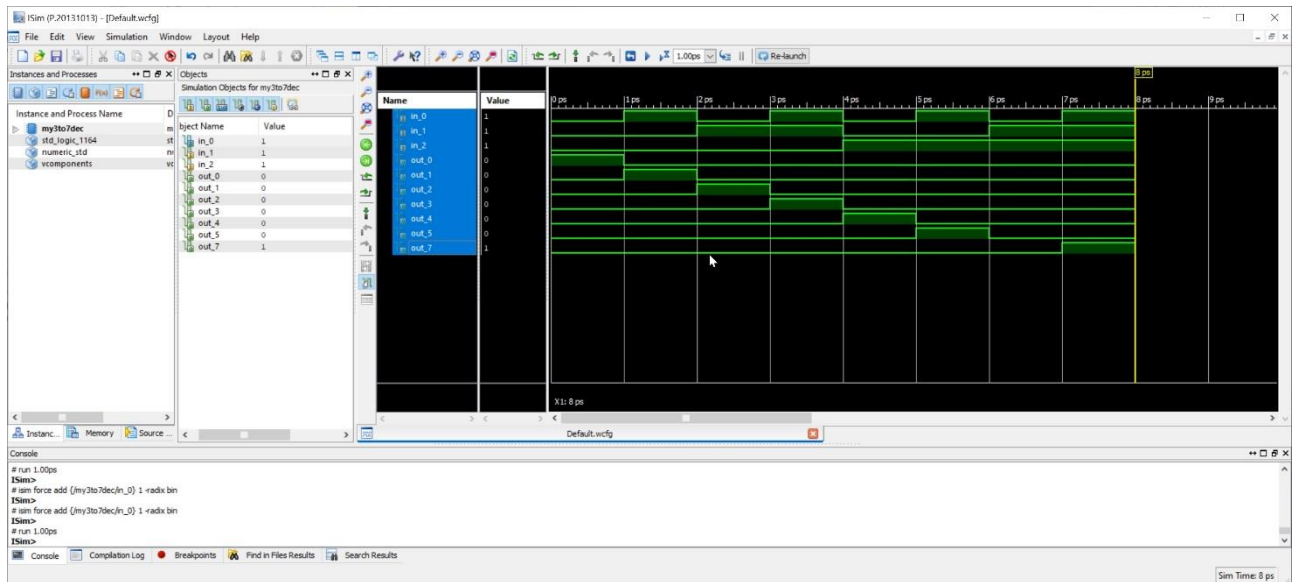 ISim (P.20131013) - [Default.wcfg]
File Edit View Simulation Window Layout Help
1.00ps
Re-launch
Instances and Processes
Objects
Simulation Objects for my3to7dec
Instance and Process Name D
my3to7dec m
std_logic_1164 st
numeric_std nu
vcomponents vc
bject Name Value
in_0 1
in_1 1
in_2 1
out_0 0
out_1 0
out_2 0
out_3 0
out_4 0
out_5 0
out_7 1
Name Value
in_0 1
in_1 1
in_2 1
out_0 0
out_1 0
out_2 0
out_3 0
out_4 0
out_5 0
out_7 1
8 ps
0 ps 1 ps 2 ps 3 ps 4 ps 5 ps 6 ps 7 ps 8 ps 9 ps
X1: 8 ps
Instanc... Memory Source ...
Default.wcfg
Console
# run 1.00ps
ISim>
# isim force add {/my3to7dec/in_0} 1 -radix bin
ISim>
# isim force add {/my3to7dec/in_0} 1 -radix bin
ISim>
# run 1.00ps
ISim>
Console Compilation Log Breakpoints Find in Files Results Search Results
Sim Time: 8 ps